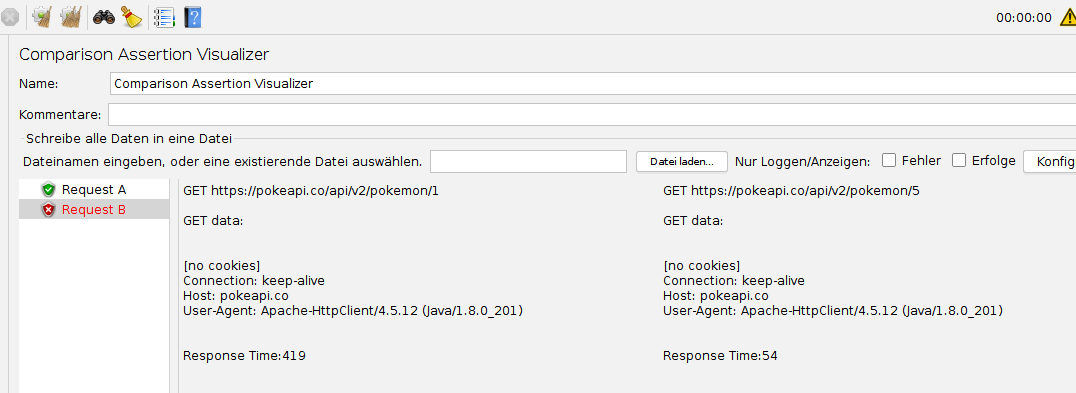 00:00:00
Comparison Assertion Visualizer
Name: Comparison Assertion Visualizer
Kommentare:
Schreibe alle Daten in eine Datei
Dateinamen eingeben, oder eine existierende Datei auswählen. Datei laden... Nur Loggen/Anzeigen: Fehler Erfolge Konfig
Request A
Request B
GET https://pokeapi.co/api/v2/pokemon/1
GET data:
[no cookies]
Connection: keep-alive
Host: pokeapi.co
User-Agent: Apache-HttpClient/4.5.12 (Java/1.8.0_201)
Response Time:419
GET https://pokeapi.co/api/v2/pokemon/5
GET data:
[no cookies]
Connection: keep-alive
Host: pokeapi.co
User-Agent: Apache-HttpClient/4.5.12 (Java/1.8.0_201)
Response Time:54